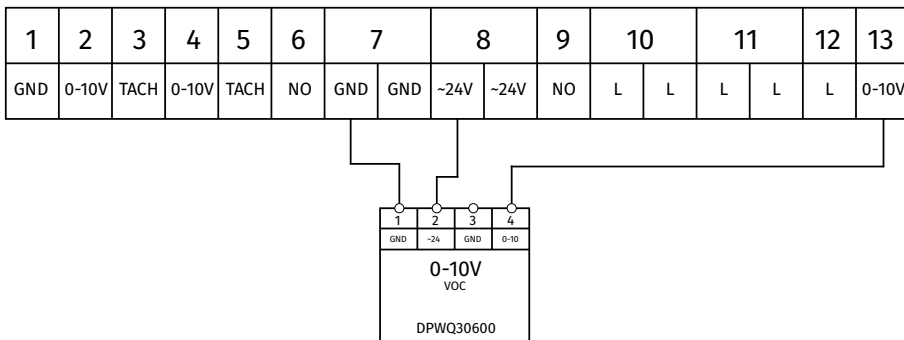 1 2 3 4 5 6 7 8 9 10 11 12 13
GND 0-10V TACH 0-10V TACH NO GND GND ~24V ~24V NO L L L L L 0-10V
1 2 3 4
GND ~24 GND 0-10
0-10V
VOC
DPWQ30600